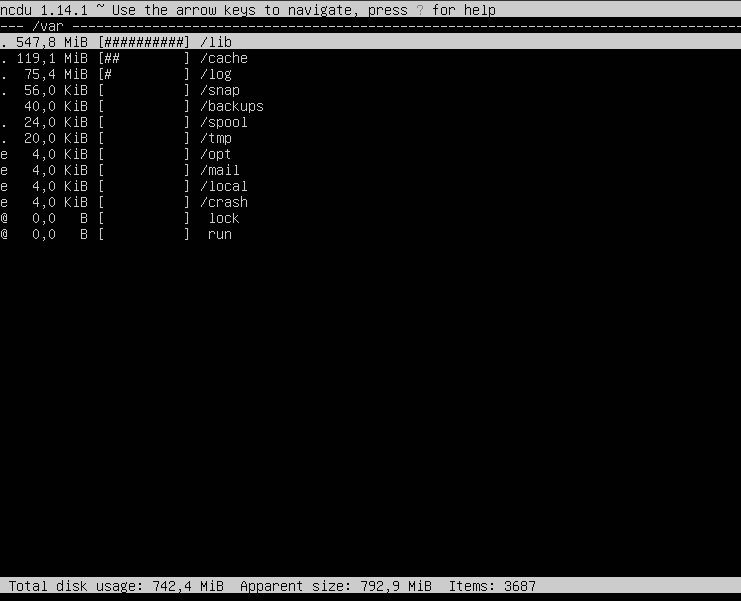 ncdu 1.14.1 ~ Use the arrow keys to navigate, press ? for help
--- /var -------------------------------------------------------------------------------------
. 547,8 MiB [##########] /lib
. 119,1 MiB [##        ] /cache
.  75,4 MiB [#         ] /log
.  56,0 KiB [          ] /snap
   40,0 KiB [          ] /backups
.  24,0 KiB [          ] /spool
.  20,0 KiB [          ] /tmp
e   4,0 KiB [          ] /opt
e   4,0 KiB [          ] /mail
e   4,0 KiB [          ] /local
e   4,0 KiB [          ] /crash
@   0,0   B [          ]  lock
@   0,0   B [          ]  run
Total disk usage: 742,4 MiB  Apparent size: 792,9 MiB  Items: 3687